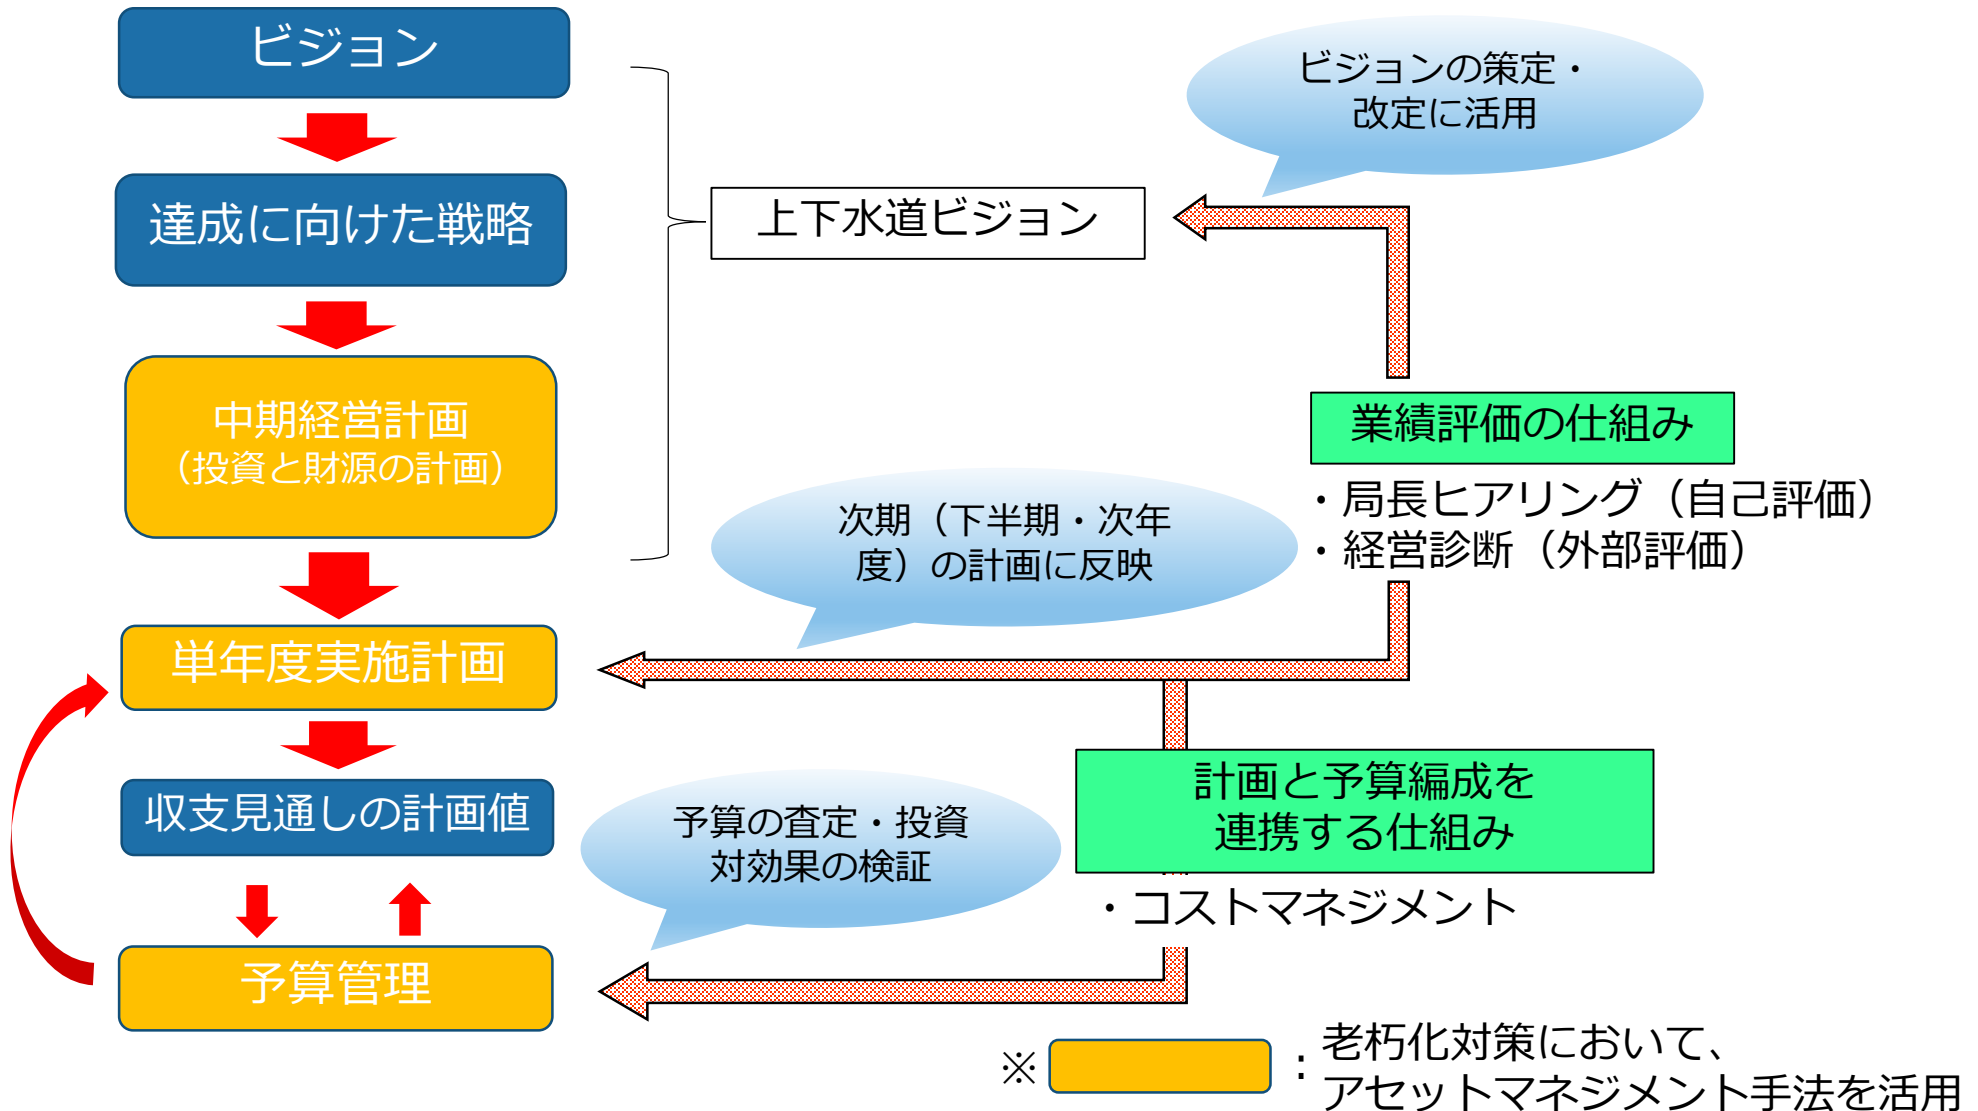 ビジョン
達成に向けた戦略
中期経営計画
（投資と財源の計画）
単年度実施計画
収支見通しの計画値
予算管理
上下水道ビジョン
ビジョンの策定・
改定に活用
業績評価の仕組み
・局長ヒアリング（自己評価）
・経営診断（外部評価）
次期（下半期・次年
度）の計画に反映
計画と予算編成を
連携する仕組み
・コストマネジメント
予算の査定・投資
対効果の検証
※　：老朽化対策において、
アセットマネジメント手法を活用